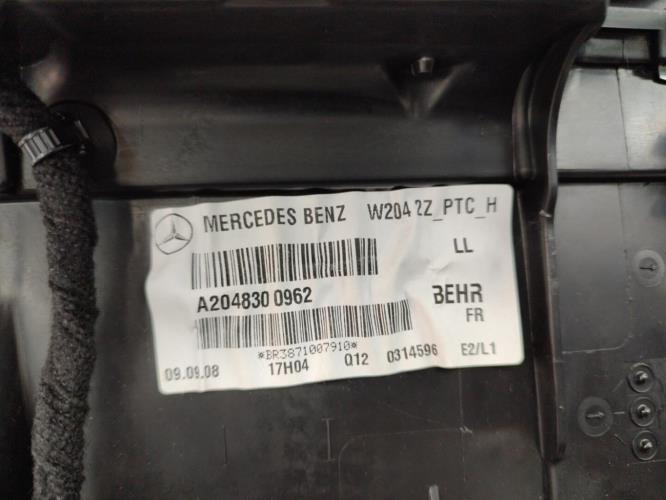 MERCEDES BENZ W204 2Z_PTC_H
LL
A204830 0962
BEHR
FR
*BR3871007910*
09.09.08 17H04 Q12 0314596 E2/L1